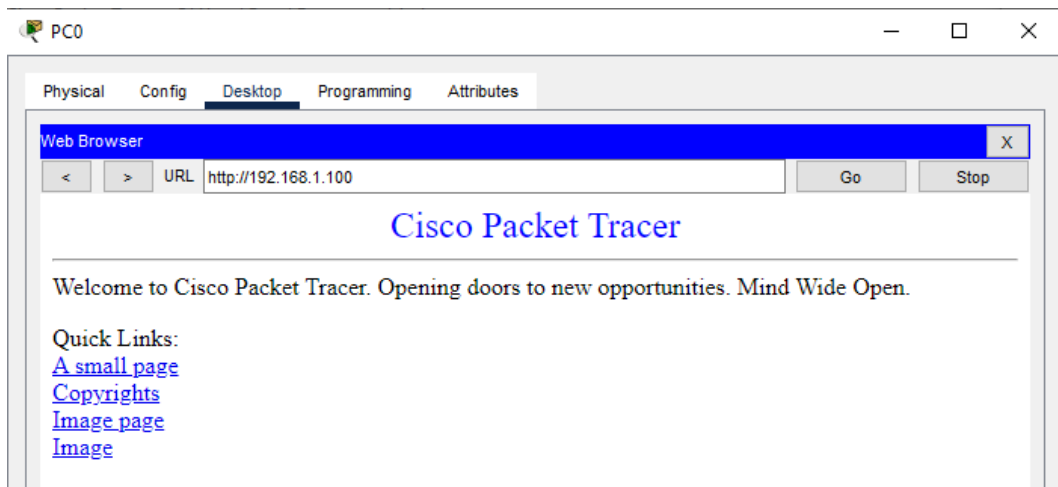 PC0
Physical Config Desktop Programming Attributes
Web Browser X
< > URL http://192.168.1.100 Go Stop
Cisco Packet Tracer
Welcome to Cisco Packet Tracer. Opening doors to new opportunities. Mind Wide Open.
Quick Links:
A small page
Copyrights
Image page
Image